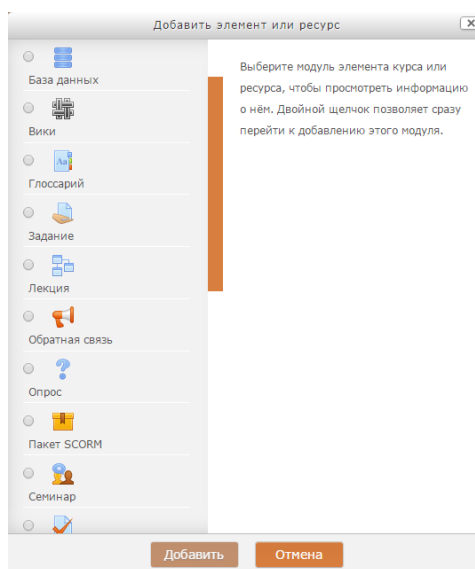 Добавить элемент или ресурс
База данных
Вики
Глоссарий
Задание
Лекция
Обратная связь
Опрос
Пакет SCORM
Семинар
Выберите модуль элемента курса или
ресурса, чтобы просмотреть информацию
о нём. Двойной щелчок позволяет сразу
перейти к добавлению этого модуля.
Добавить
Отмена